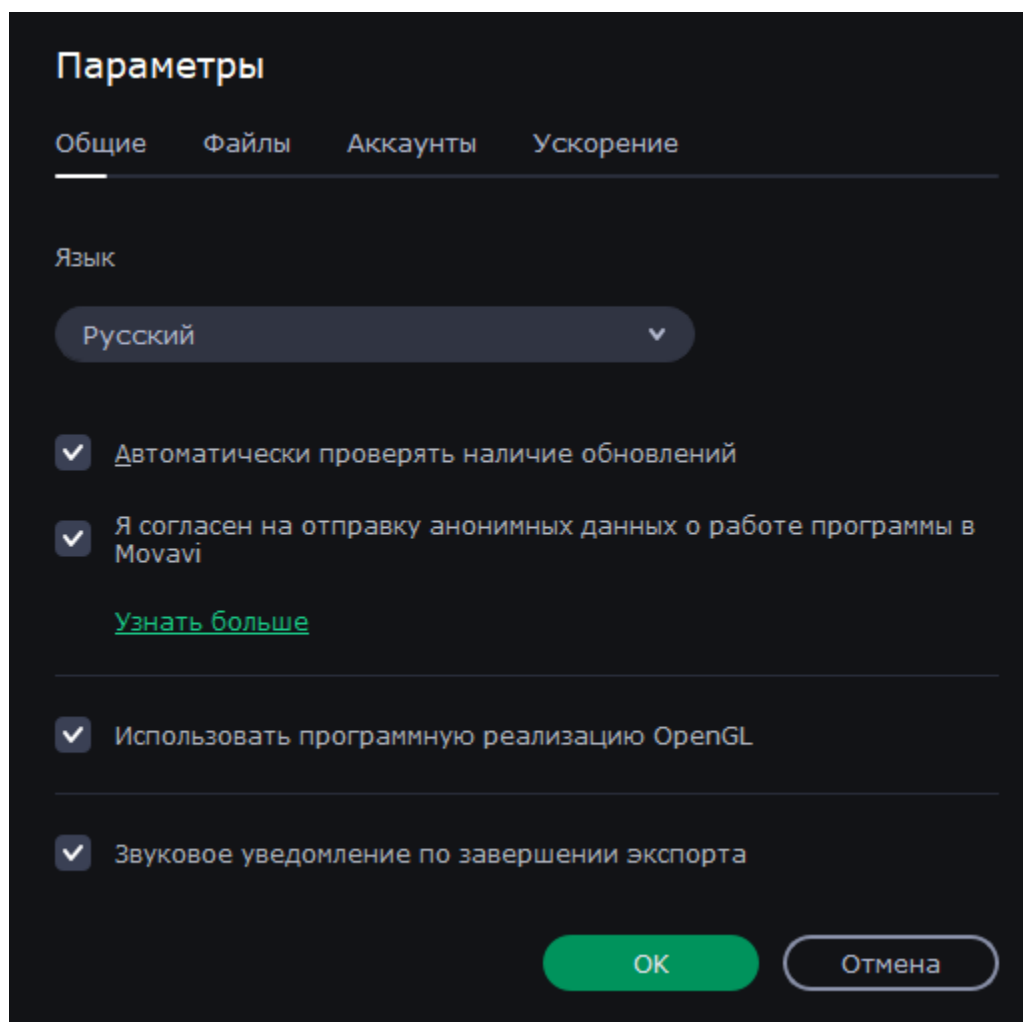 Параметры
Общие Файлы Аккаунты Ускорение
Язык
Русский
Автоматически проверять наличие обновлений
Я согласен на отправку анонимных данных о работе программы в
Movavi
Узнать больше
Использовать программную реализацию OpenGL
Звуковое уведомление по завершении экспорта
OK Отмена